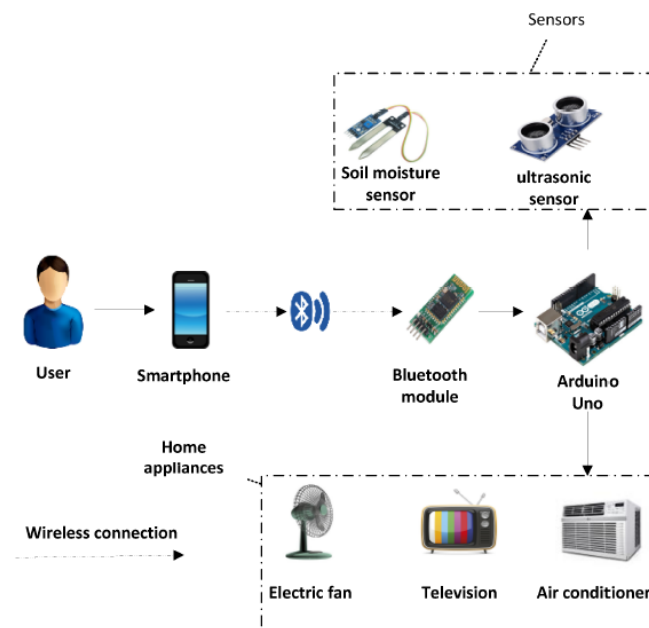 Sensors
Soil moisture
sensor
ultrasonic
sensor
User
Smartphone
Bluetooth
module
Arduino
Uno
Home
appliances
Wireless connection
Electric fan
Television
Air conditioner